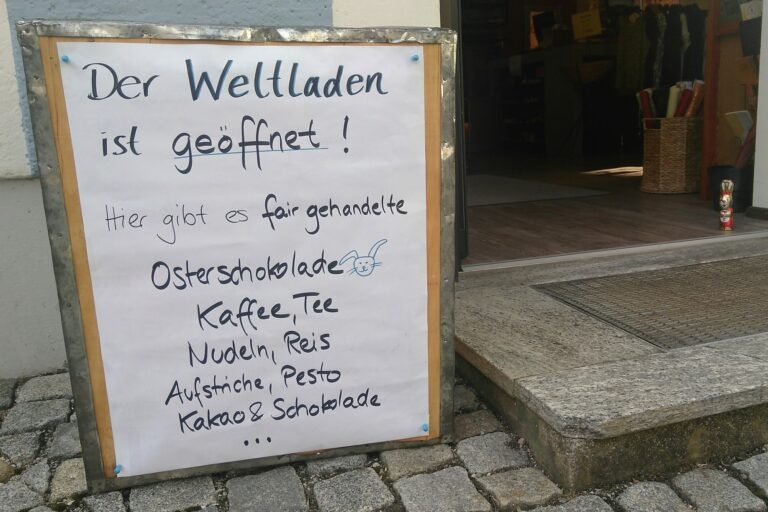 Der Weltladen
ist geöffnet !
Hier gibt es fair gehandelte
Osterschokolade
Kaffee, Tee
Nudeln, Reis
Aufstriche, Pesto
Kakao & Schokolade
...